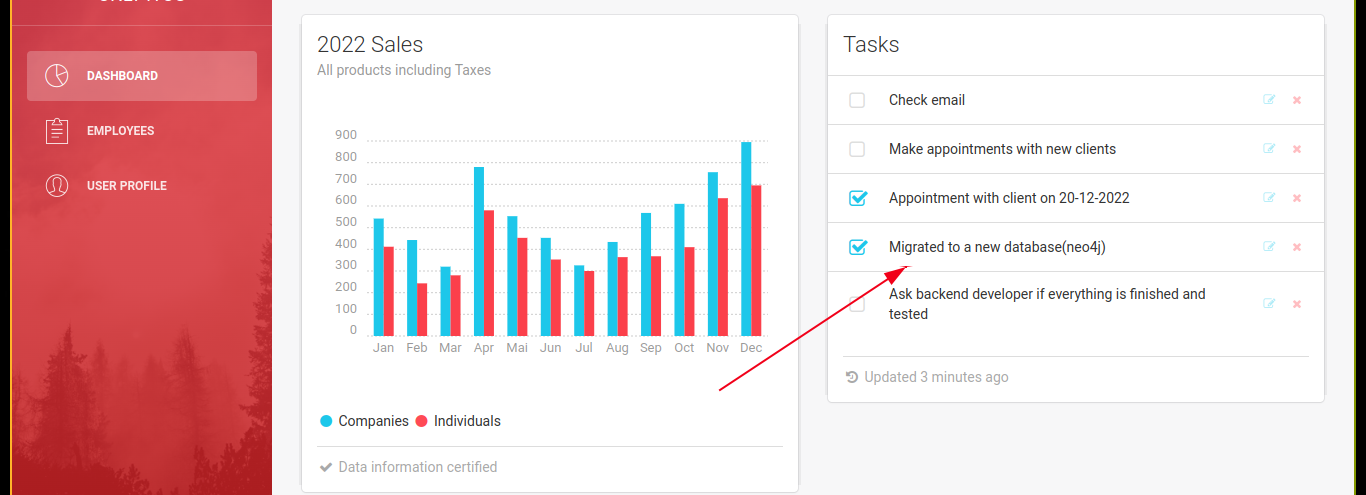 DASHBOARD
EMPLOYEES
USER PROFILE
2022 Sales
All products including Taxes
900
800
700
600
500
400
300
200
100
0
Jan Feb Mar Apr Mai Jun Jul Aug Sep Oct Nov Dec
Companies Individuals
Data information certified
Tasks
Check email
Make appointments with new clients
Appointment with client on 20-12-2022
Migrated to a new database(neo4j)
Ask backend developer if everything is finished and
tested
Updated 3 minutes ago